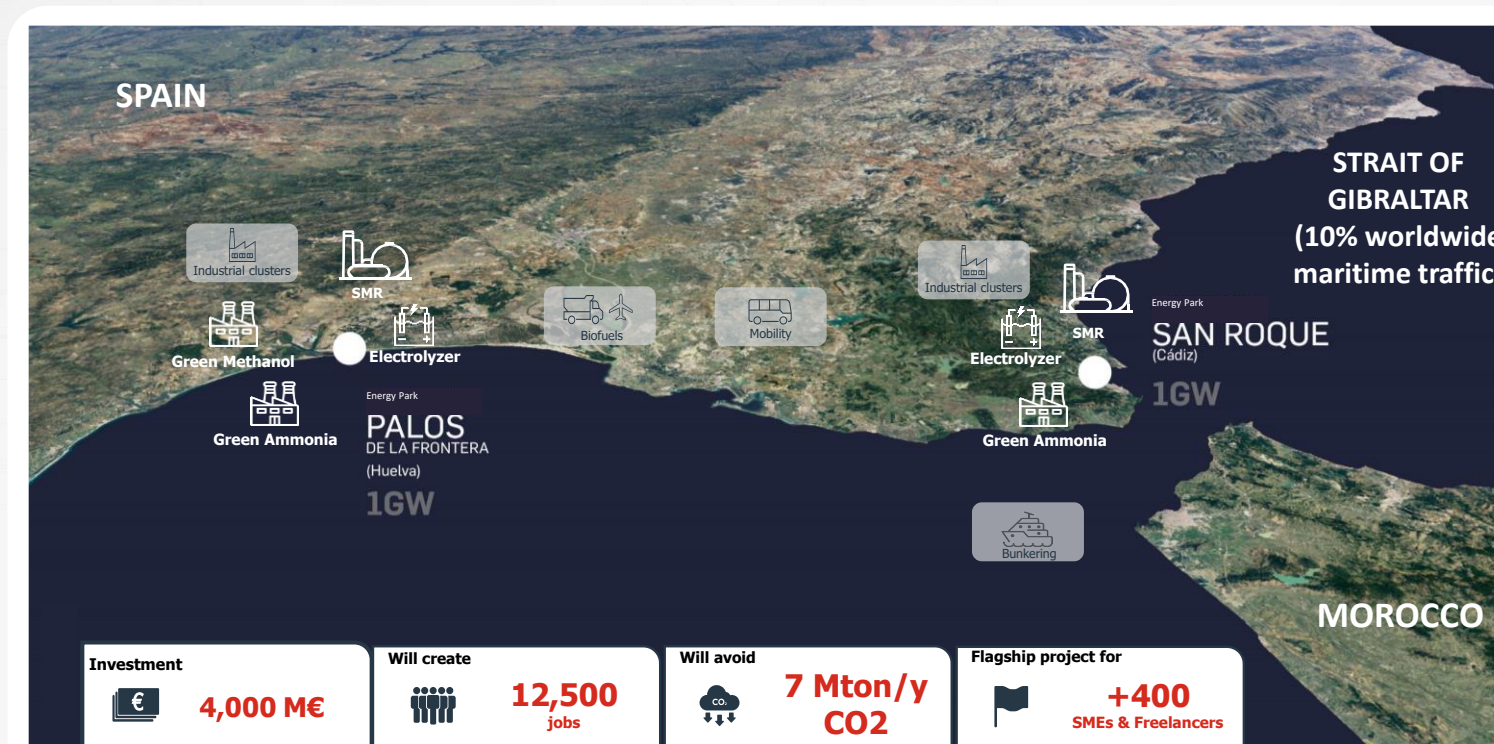 SPAIN
STRAIT OF
GIBRALTAR
(10% worldwide
maritime traffic
Industrial clusters
SMR
Green Methanol
Electrolyzer
Green Ammonia
Energy Park
PALOS
DE LA FRONTERA
(Huelva)
1GW
Biofuels
Mobility
Industrial clusters
SMR
Electrolyzer
Green Ammonia
Energy Park
SAN ROQUE
(Cádiz)
1GW
Bunkering
MOROCCO
Investment
€
4,000 M€
Will create
12,500
jobs
Will avoid
CO₂
7 Mton/y
CO2
Flagship project for
+400
SMEs & Freelancers